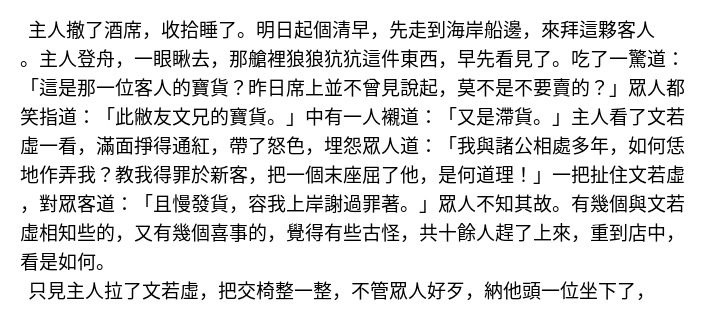 主人撤了酒席，收拾睡了。明日起個清早，先走到海岸船邊，來拜這夥客人
。主人登舟，一眼瞅去，那艙裡狼狼犺犺這件東西，早先看見了。吃了一驚道：
「這是那一位客人的寶貨？昨日席上並不曾見說起，莫不是不要賣的？」眾人都
笑指道：「此敝友文兄的寶貨。」中有一人襯道：「又是滯貨。」主人看了文若
虛一看，滿面掙得通紅，帶了怒色，埋怨眾人道：「我與諸公相處多年，如何恁
地作弄我？教我得罪於新客，把一個末座屈了他，是何道理！」一把扯住文若虛
，對眾客道：「且慢發貨，容我上岸謝過罪著。」眾人不知其故。有幾個與文若
虛相知些的，又有幾個喜事的，覺得有些古怪，共十餘人趕了上來，重到店中，
看是如何。
只見主人拉了文若虛，把交椅整一整，不管眾人好歹，納他頭一位坐下了，